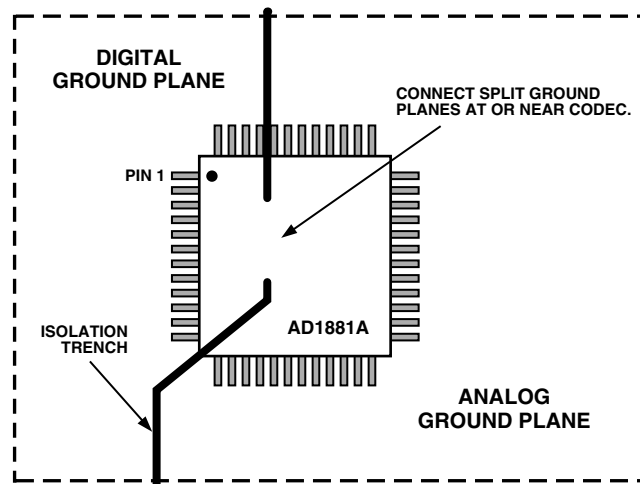 DIGITAL
GROUND PLANE
CONNECT SPLIT GROUND
PLANES AT OR NEAR CODEC.
PIN 1
ISOLATION
TRENCH
AD1881A
ANALOG
GROUND PLANE